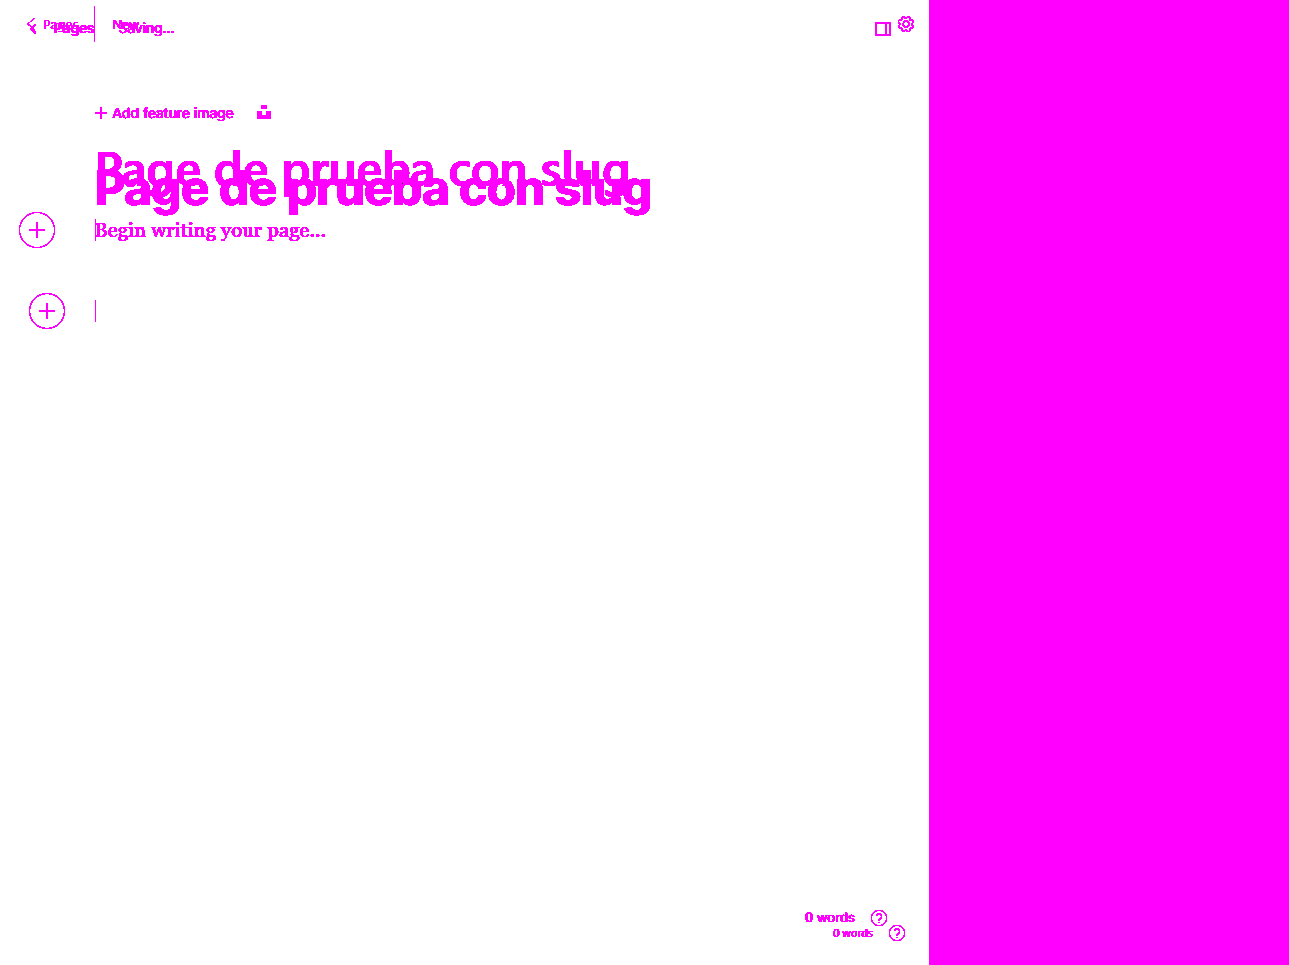 Pages New
Pages Saving...
Add feature image
Page de prueba con slug
Page de prueba con slug
Begin writing your page...
0 words
0 words